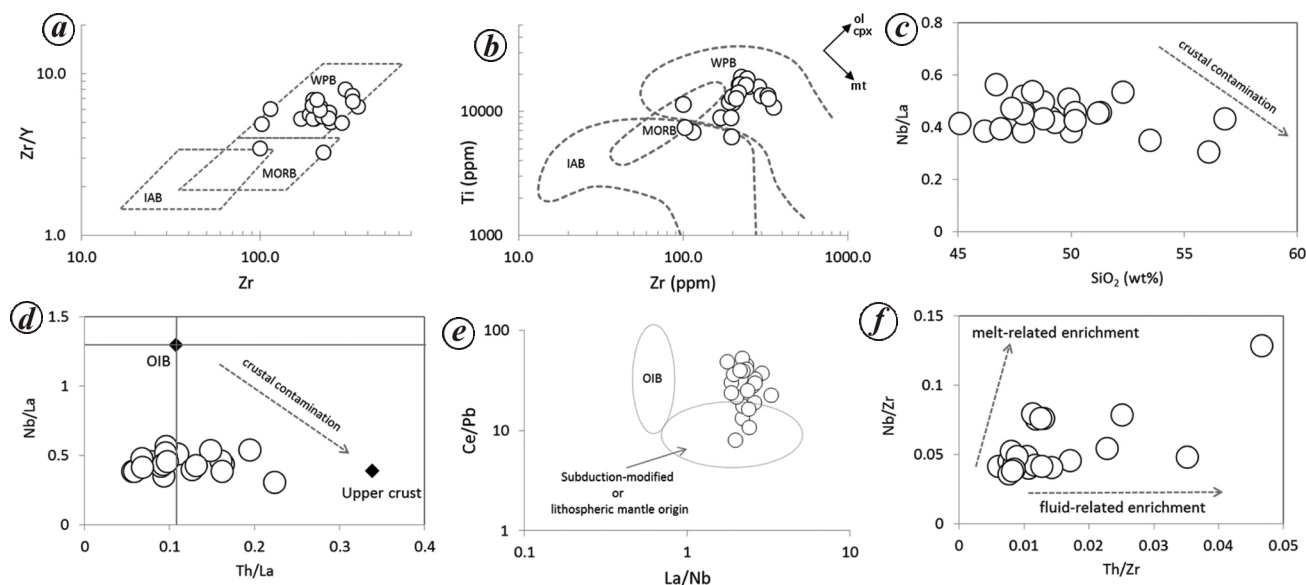 a
10.0
1.0
Zr/Y
WPB
MORB
IAB
10.0
100.0
Zr
b
10000
1000
Ti (ppm)
WPB
MORB
IAB
ol
cpx
mt
10.0
100.0
1000.0
Zr (ppm)
c
0.8
0.6
0.4
0.2
0
Nb/La
crustal contamination
45
50
55
60
SiO2 (wt%)
d
1.5
1
0.5
0
Nb/La
OIB
crustal contamination
Upper crust
0
0.1
0.2
0.3
0.4
Th/La
e
100
10
1
Ce/Pb
OIB
Subduction-modified
or
lithospheric mantle origin
0.1
1
10
La/Nb
f
0.15
0.1
0.05
0
Nb/Zr
melt-related enrichment
fluid-related enrichment
0
0.01
0.02
0.03
0.04
0.05
Th/Zr